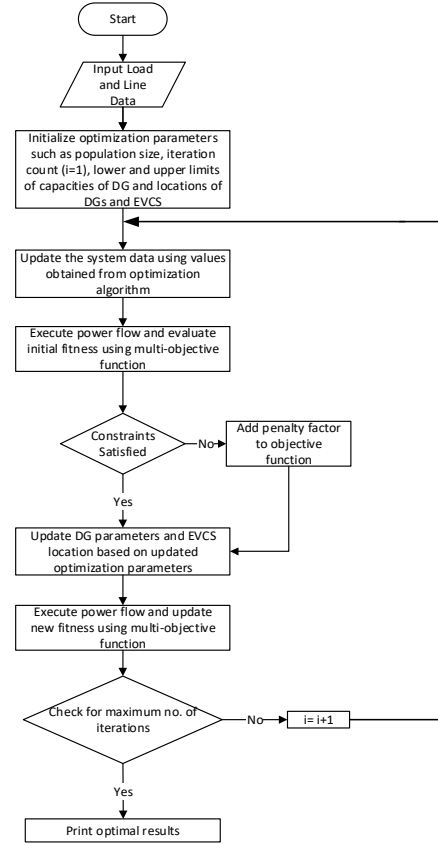 Start
Input Load
and Line
Data
Initialize optimization parameters
such as population size, iteration
count (i=1), lower and upper limits
of capacities of DG and locations of
DGs and EVCS
Update the system data using values
obtained from optimization
algorithm
Execute power flow and evaluate
initial fitness using multi-objective
function
Constraints
Satisfied
No
Add penalty factor
to objective
function
Yes
Update DG parameters and EVCS
location based on updated
optimization parameters
Execute power flow and update
new fitness using multi-objective
function
Check for maximum no. of
iterations
No
i= i+1
Yes
Print optimal results